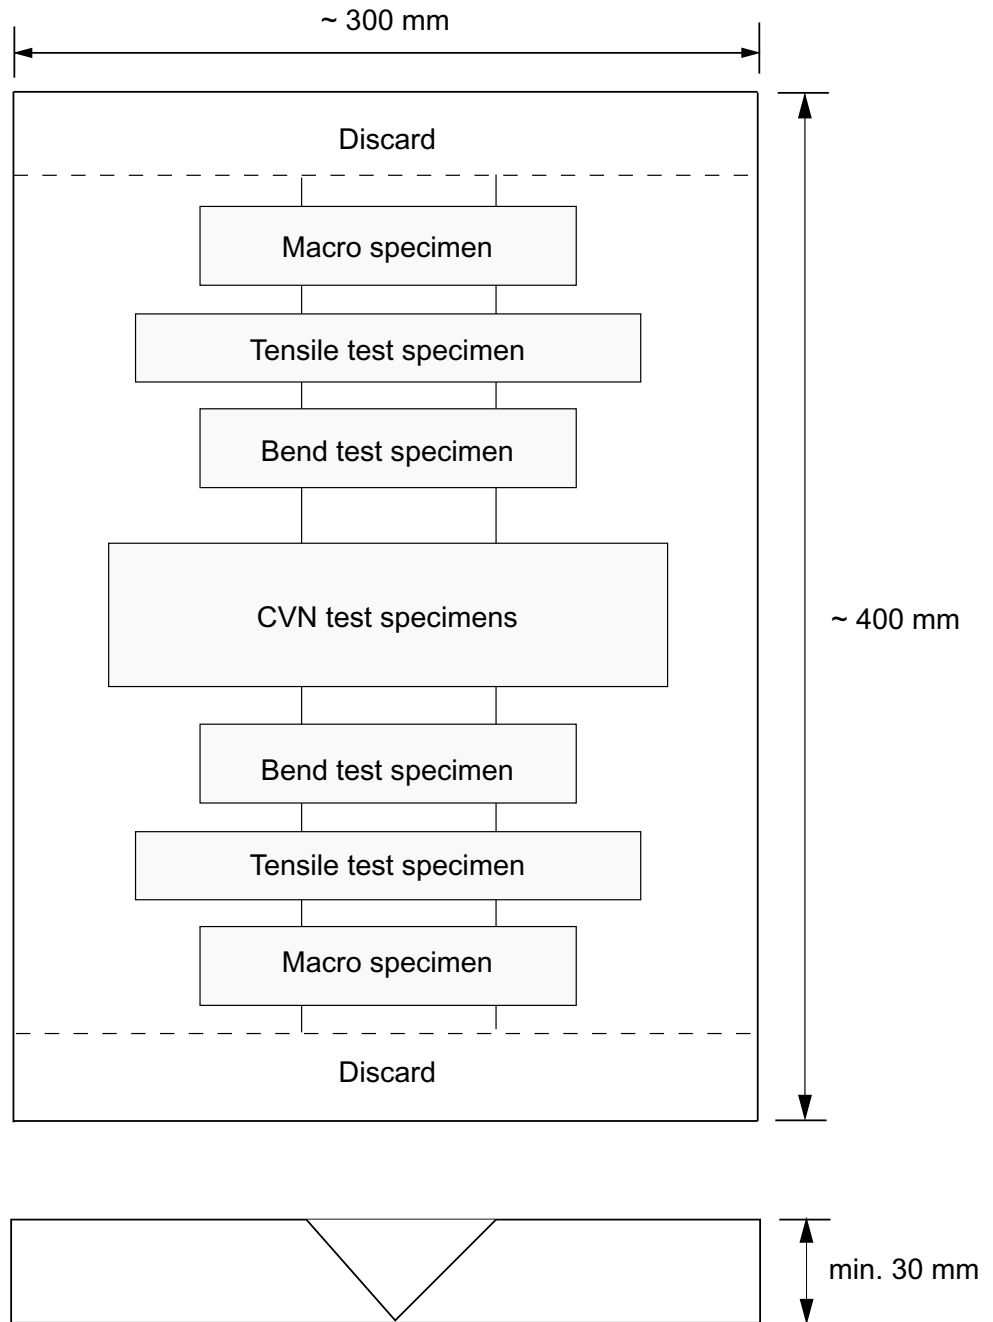 ~ 300 mm
Discard
Macro specimen
Tensile test specimen
Bend test specimen
CVN test specimens
~ 400 mm
Bend test specimen
Tensile test specimen
Macro specimen
Discard
min. 30 mm